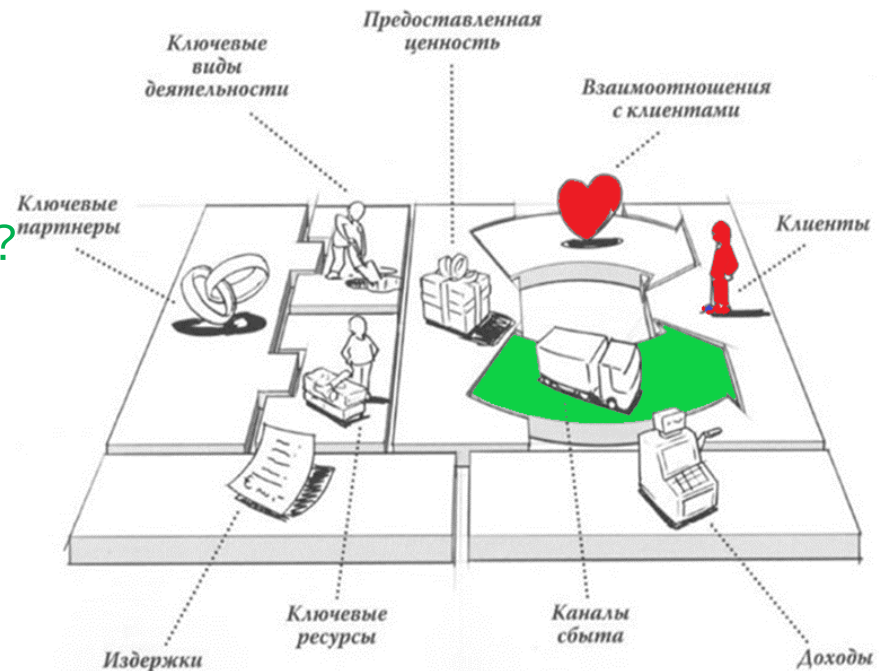 Предоставленная
ценность
Ключевые
виды
деятельности
Взаимоотношения
с клиентами
Ключевые
партнеры
?
Клиенты
Ключевые
ресурсы
Каналы
сбыта
Издержки
Доходы